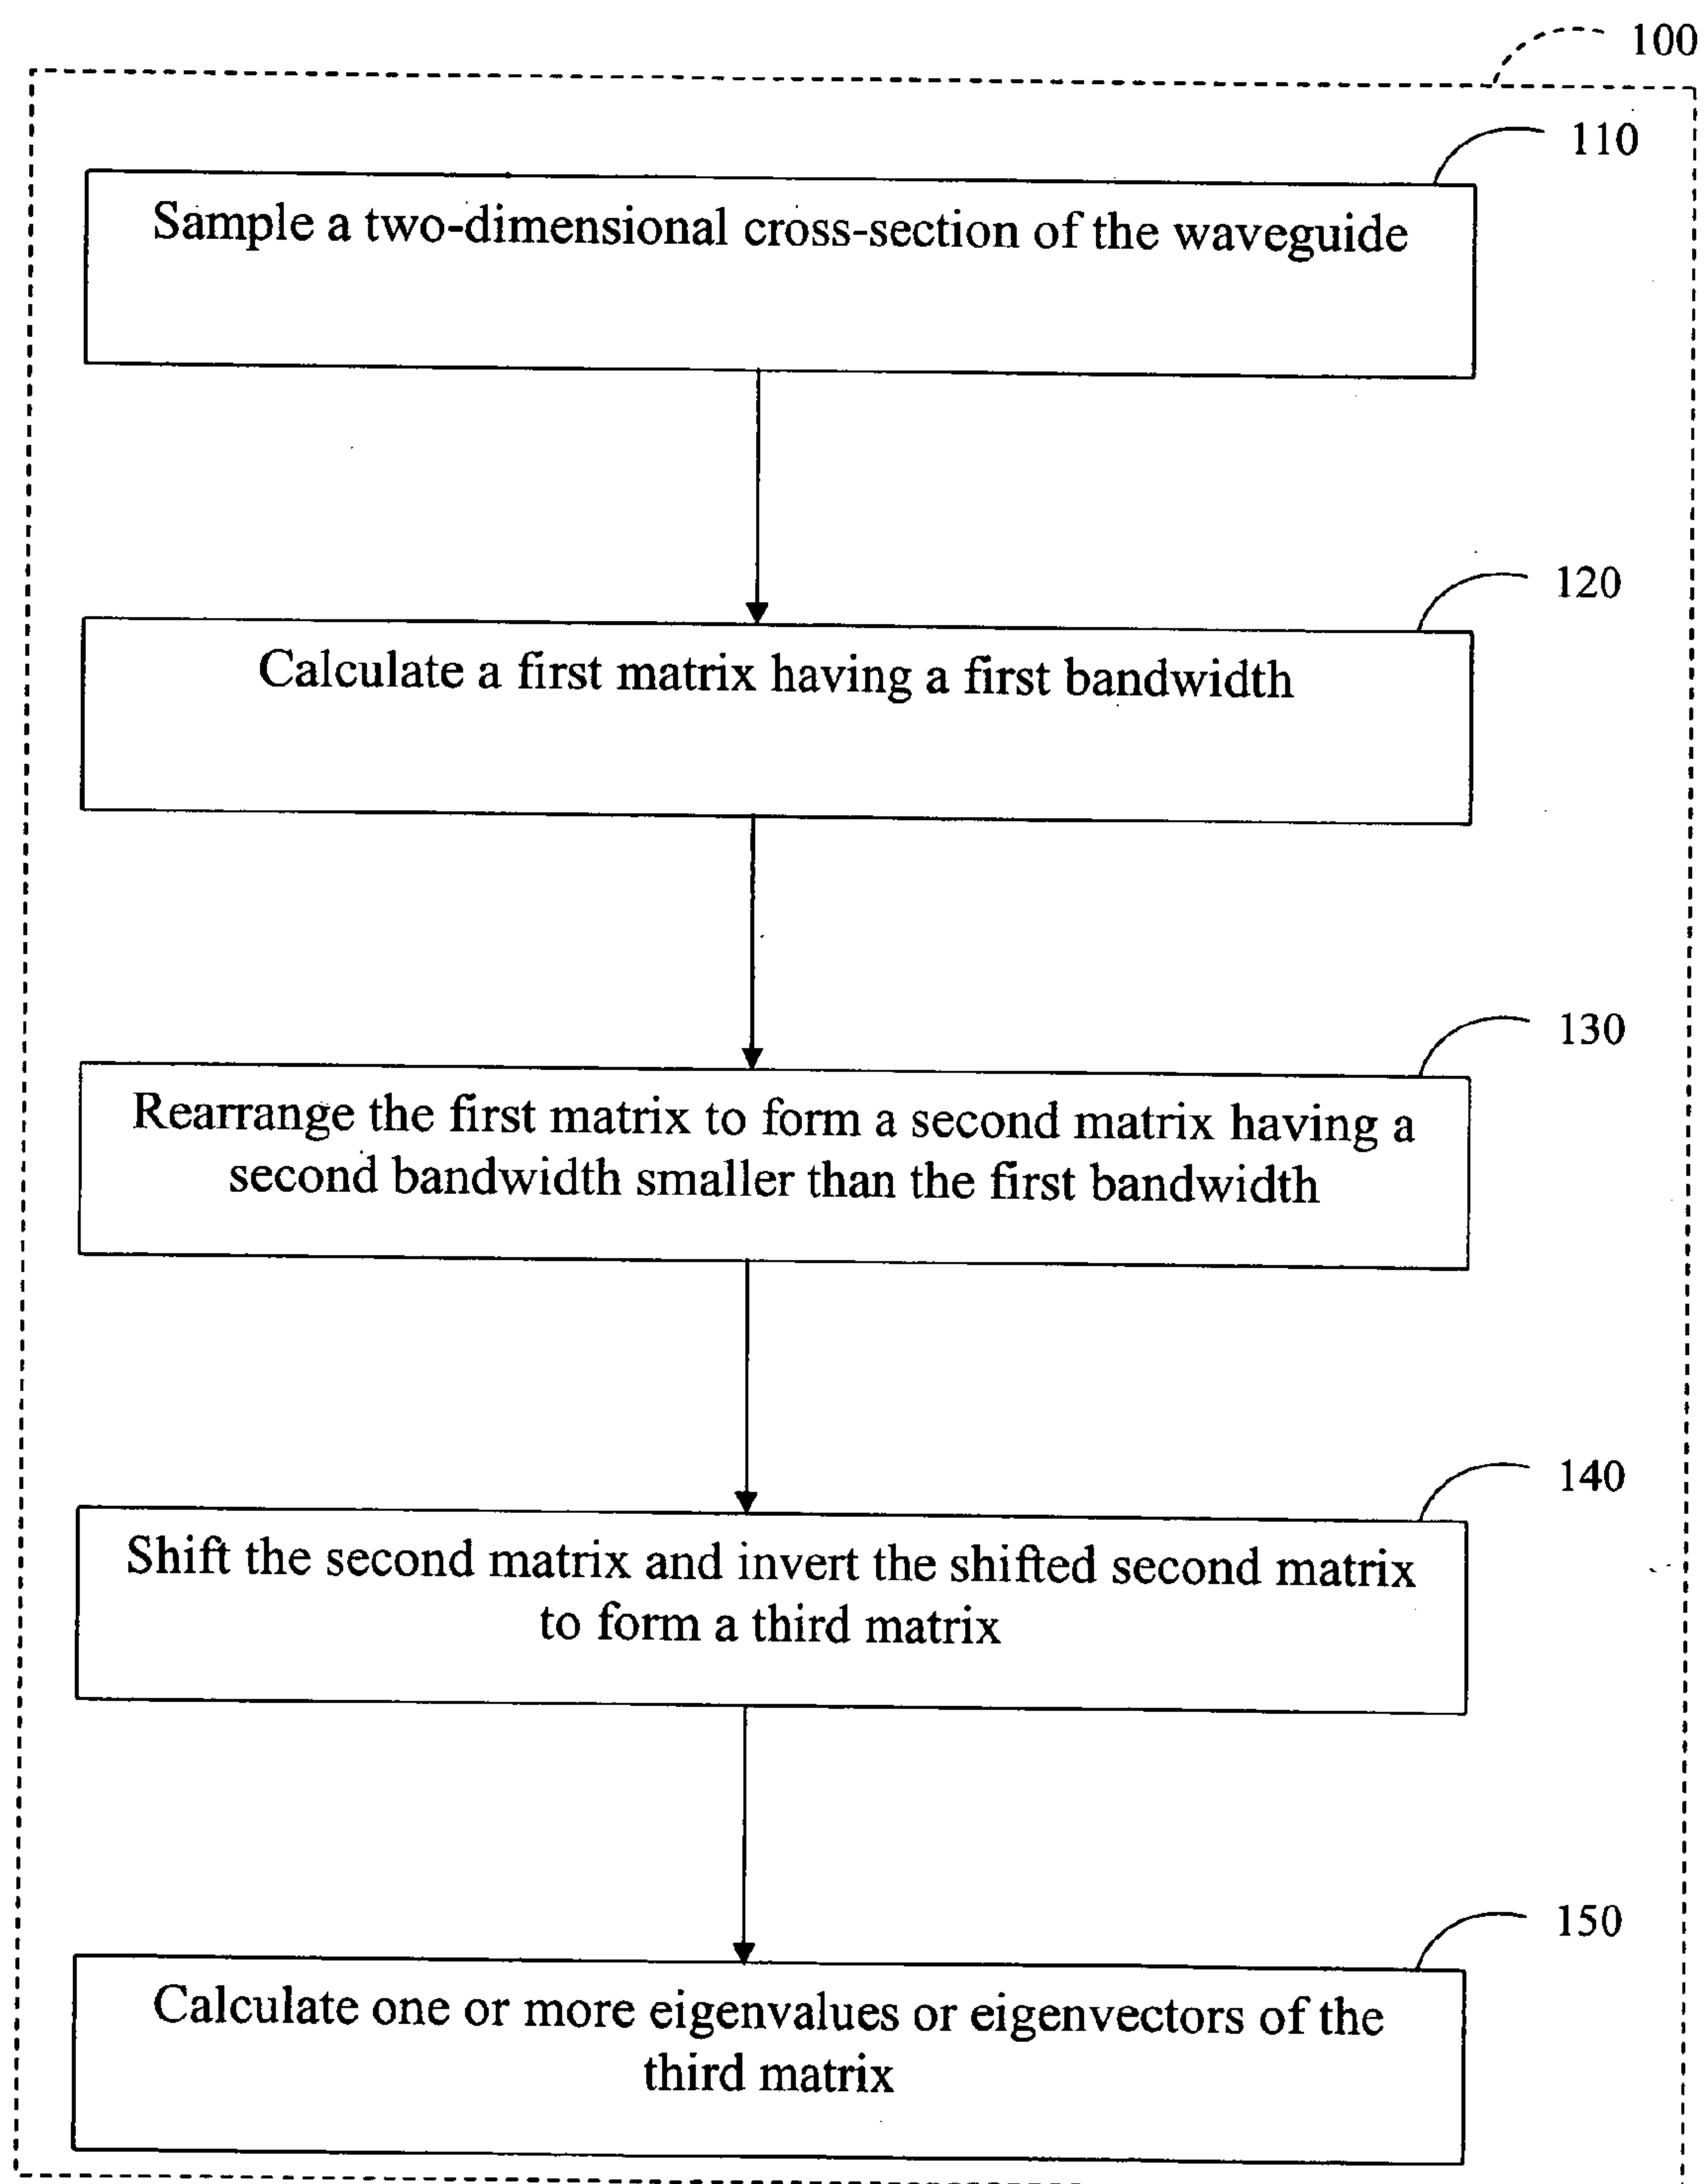 100
110
Sample a two-dimensional cross-section of the waveguide
120
Calculate a first matrix having a first bandwidth
130
Rearrange the first matrix to form a second matrix having a
second bandwidth smaller than the first bandwidth
140
Shift the second matrix and invert the shifted second matrix
to form a third matrix
150
Calculate one or more eigenvalues or eigenvectors of the
third matrix